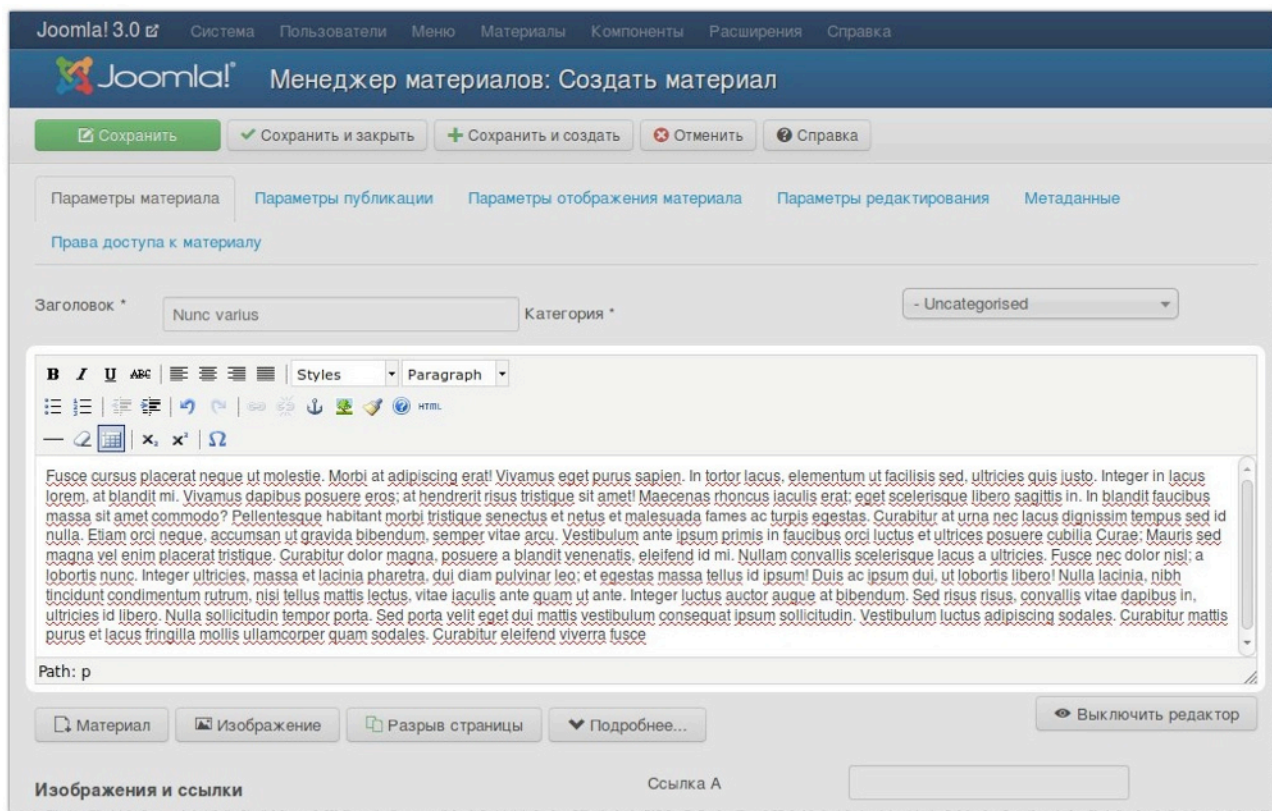 Joomla! 3.0 Система Пользователи Меню Материалы Компоненты Расширения Справка
Joomla! Менеджер материалов: Создать материал
Сохранить Сохранить и закрыть Сохранить и создать Отменить Справка
Параметры материала Параметры публикации Параметры отображения материала Параметры редактирования Метаданные
Права доступа к материалу
Заголовок * Nunc varius Категория * - Uncategorised
B I U ABC Styles Paragraph
HTML
x₂ x² Ω
Fusce cursus placerat neque ut molestie. Morbi at adipiscing erat! Vivamus eget purus sapien. In tortor lacus, elementum ut facilisis sed, ultricies quis justo. Integer in lacus
lorem, at blandit mi. Vivamus dapibus posuere eros; at hendrerit risus tristique sit amet! Maecenas rhoncus iaculis erat; eget scelerisque libero sagittis in. In blandit faucibus
massa sit amet commodo? Pellentesque habitant morbi tristique senectus et netus et malesuada fames ac turpis egestas. Curabitur at urna nec lacus dignissim tempus sed id
nulla. Etiam orci neque, accumsan ut gravida bibendum, semper vitae arcu. Vestibulum ante ipsum primis in faucibus orci luctus et ultrices posuere cubilia Curae; Mauris sed
magna vel enim placerat tristique. Curabitur dolor magna, posuere a blandit venenatis, eleifend id mi. Nullam convallis scelerisque lacus a ultricies. Fusce nec dolor nisl; a
lobortis nunc. Integer ultricies, massa et lacinia pharetra, dui diam pulvinar leo; et egestas massa tellus id ipsum! Duis ac ipsum dui, ut lobortis libero! Nulla lacinia, nibh
tincidunt condimentum rutrum, nisi tellus mattis lectus, vitae iaculis ante quam ut ante. Integer luctus auctor augue at bibendum. Sed risus risus, convallis vitae dapibus in,
ultricies id libero. Nulla sollicitudin tempor porta. Sed porta velit eget dui mattis vestibulum consequat ipsum sollicitudin. Vestibulum luctus adipiscing sodales. Curabitur mattis
purus et lacus fringilla mollis ullamcorper quam sodales. Curabitur eleifend viverra fusce
Path: p
Материал Изображение Разрыв страницы Подробнее... Выключить редактор
Изображения и ссылки Ссылка A